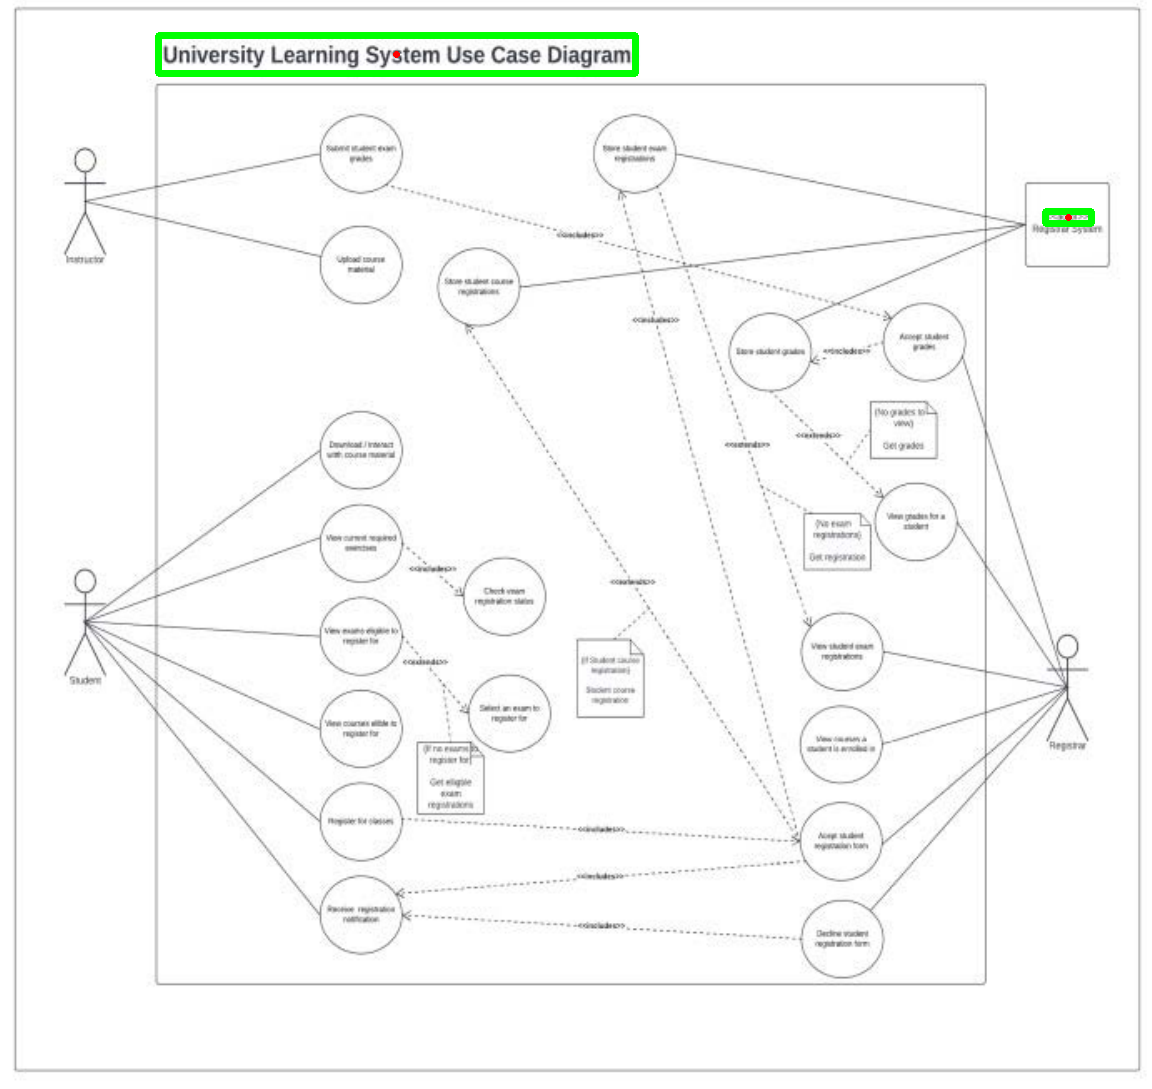 University Learning System Use Case Diagram
Submit student exam
grades
Store student exam
registrations
Instructor
Upload course
material
Registrar System
<<includes>>
Store student course
registrations
<<includes>>
Store student grades
<<includes>>
Accept student
grades
(No grades to
view)
Get grades
<<extends>>
<<extends>>
Download / Interact
with course material
View grades for a
student
(No exam
registrations)
Get registration
View current required
exercises
<<includes>>
Check exam
registration status
<<extends>>
Student
View exams eligible to
register for
<<extends>>
(If Student course
registration)
Student course
registration
View student exam
registrations
Select an exam to
register for
View courses elible to
register for
(If no exams to
register for)
Get eligible
exam
registrations
View courses a
student is enrolled in
Registrar
Register for classes
<<includes>>
Acept student
registration form
<<includes>>
Receive registration
notification
<<includes>>
Decline student
registration form